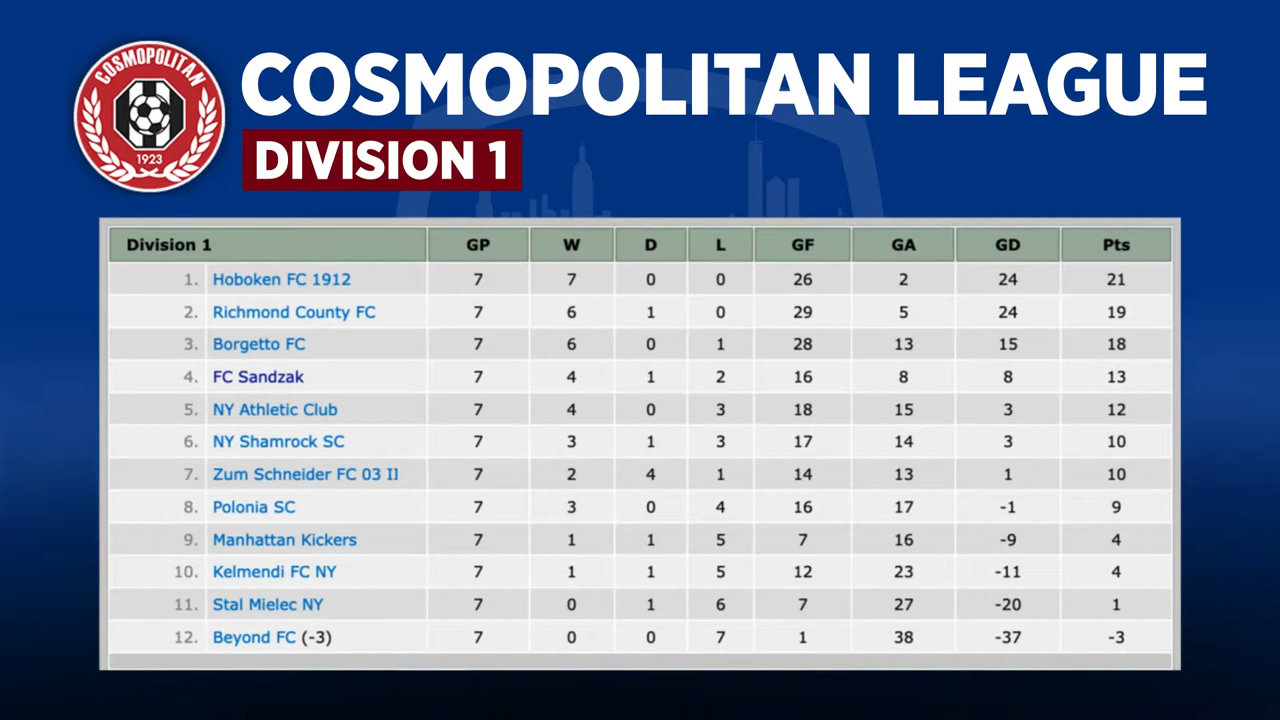 COSMOPOLITAN
1923
COSMOPOLITAN LEAGUE
DIVISION 1
Division 1 GP W D L GF GA GD Pts
1. Hoboken FC 1912 7 7 0 0 26 2 24 21
2. Richmond County FC 7 6 1 0 29 5 24 19
3. Borgetto FC 7 6 0 1 28 13 15 18
4. FC Sandzak 7 4 1 2 16 8 8 13
5. NY Athletic Club 7 4 0 3 18 15 3 12
6. NY Shamrock SC 7 3 1 3 17 14 3 10
7. Zum Schneider FC 03 II 7 2 4 1 14 13 1 10
8. Polonia SC 7 3 0 4 16 17 -1 9
9. Manhattan Kickers 7 1 1 5 7 16 -9 4
10. Kelmendi FC NY 7 1 1 5 12 23 -11 4
11. Stal Mielec NY 7 0 1 6 7 27 -20 1
12. Beyond FC (-3) 7 0 0 7 1 38 -37 -3